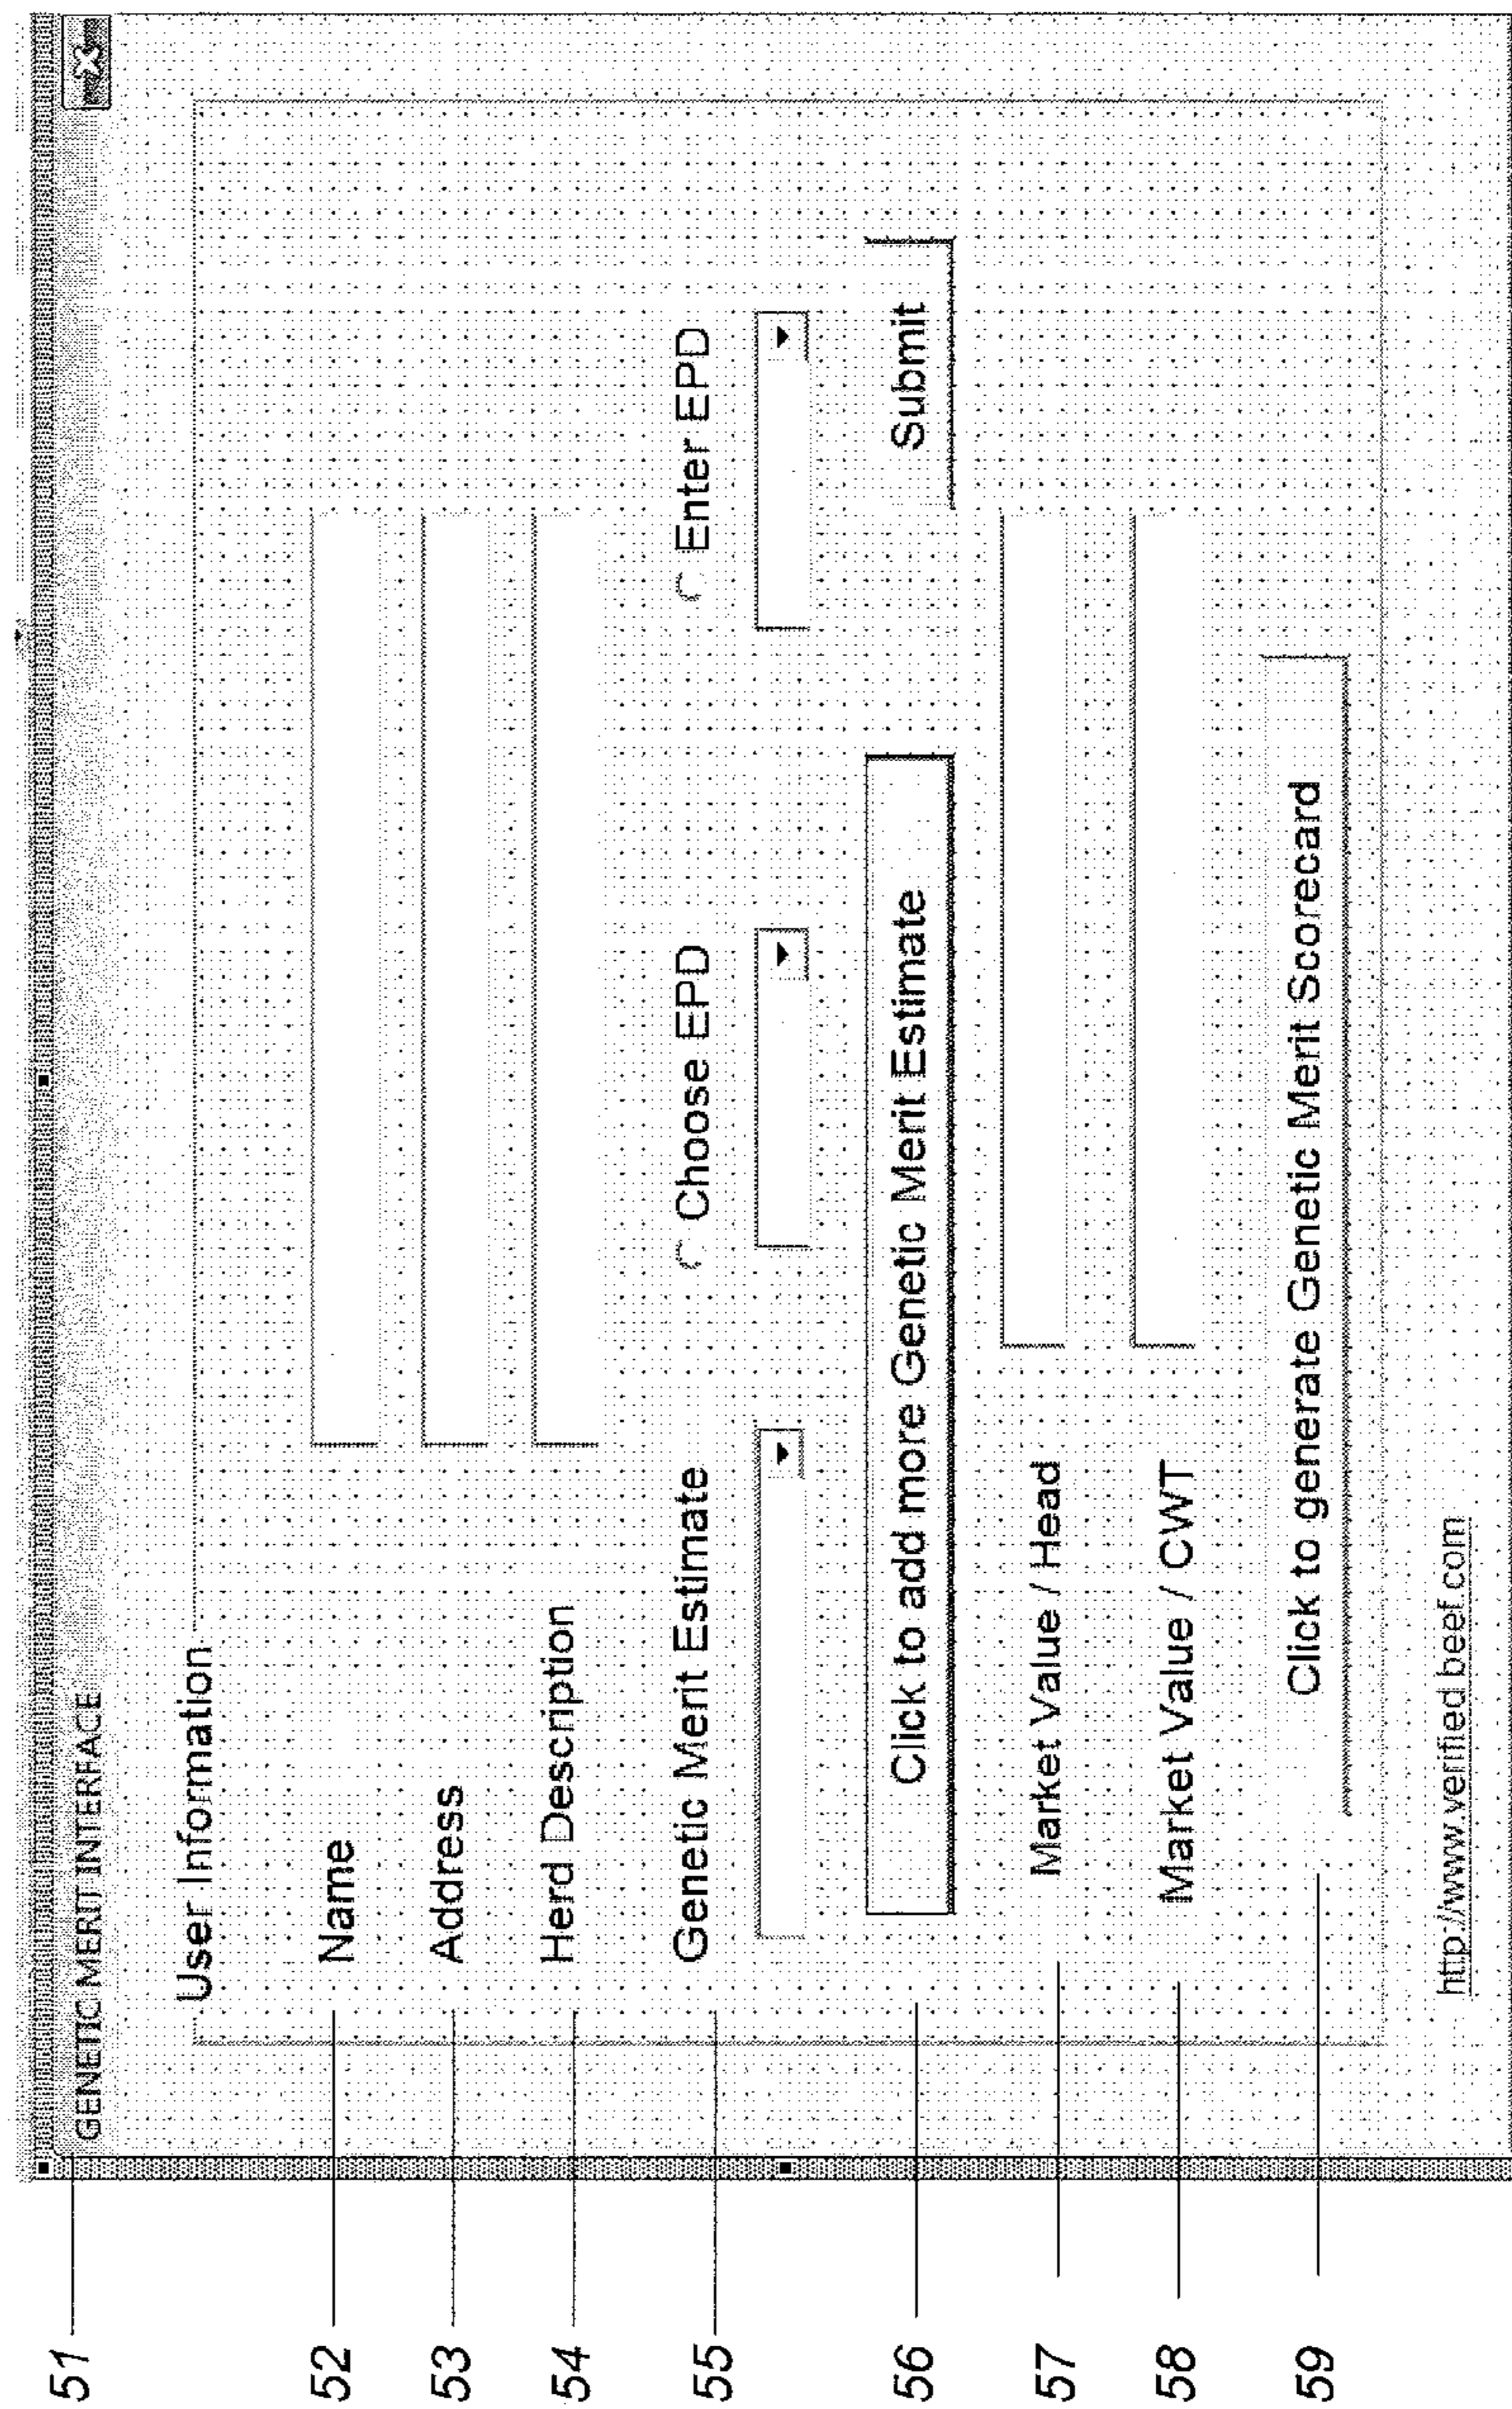 51 GENETIC MERIT INTERFACE
User Information
52 Name
53 Address
54 Herd Description
55 Genetic Merit Estimate Choose EPD Enter EPD
56 Click to add more Genetic Merit Estimate Submit
57 Market Value / Head
58 Market Value / CWT
59 Click to generate Genetic Merit Scorecard
http://www.verified.beef.com